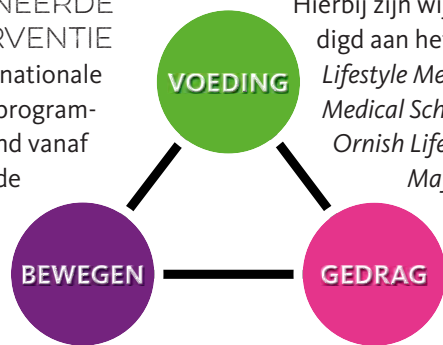 NEERDE
RVENTIE
nationale
program-
nd vanaf
de
Hierbij zijn wij
digd aan het
Lifestyle Me
Medical Sch
Ornish Life
Ma
VOEDING
BEWEGEN
GEDRAG